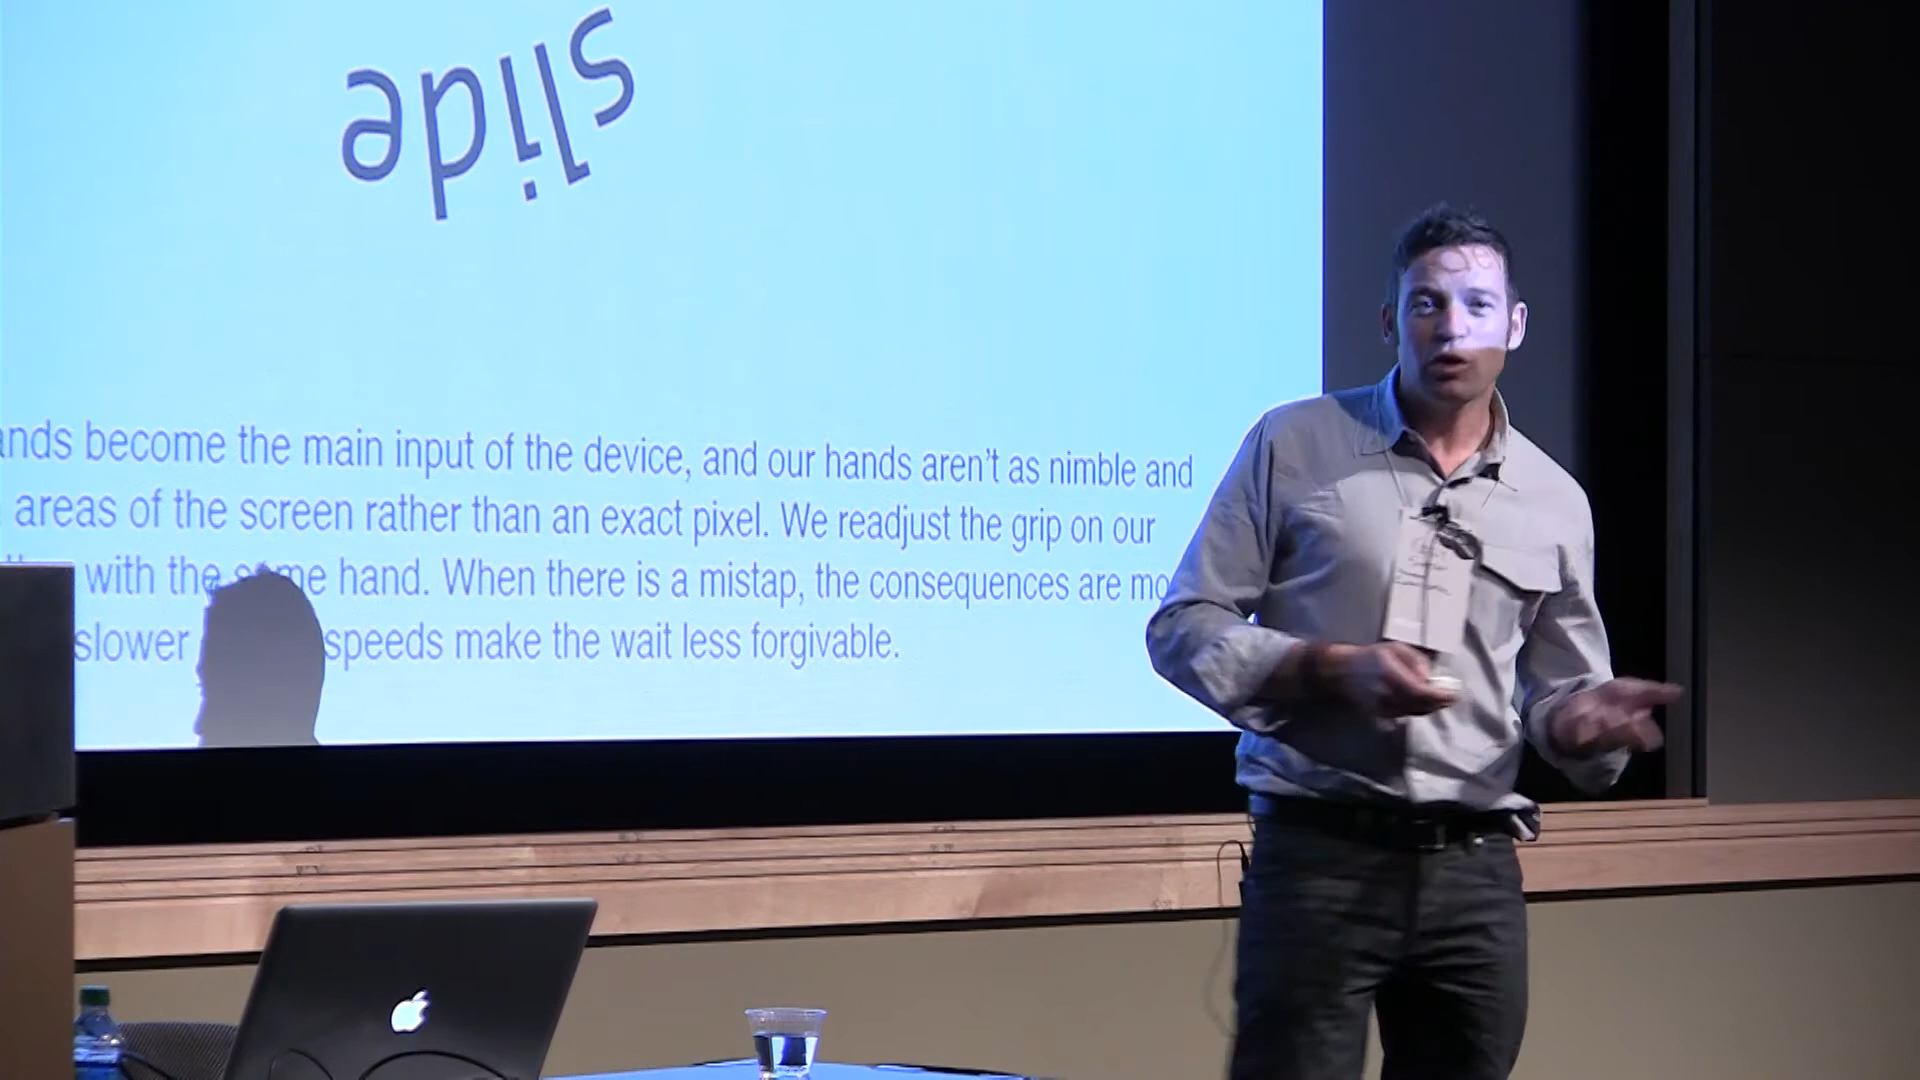 slide
ands become the main input of the device, and our hands aren't as nimble and
areas of the screen rather than an exact pixel. We readjust the grip on our
with the same hand. When there is a mistap, the consequences are mo
slower speeds make the wait less forgivable.